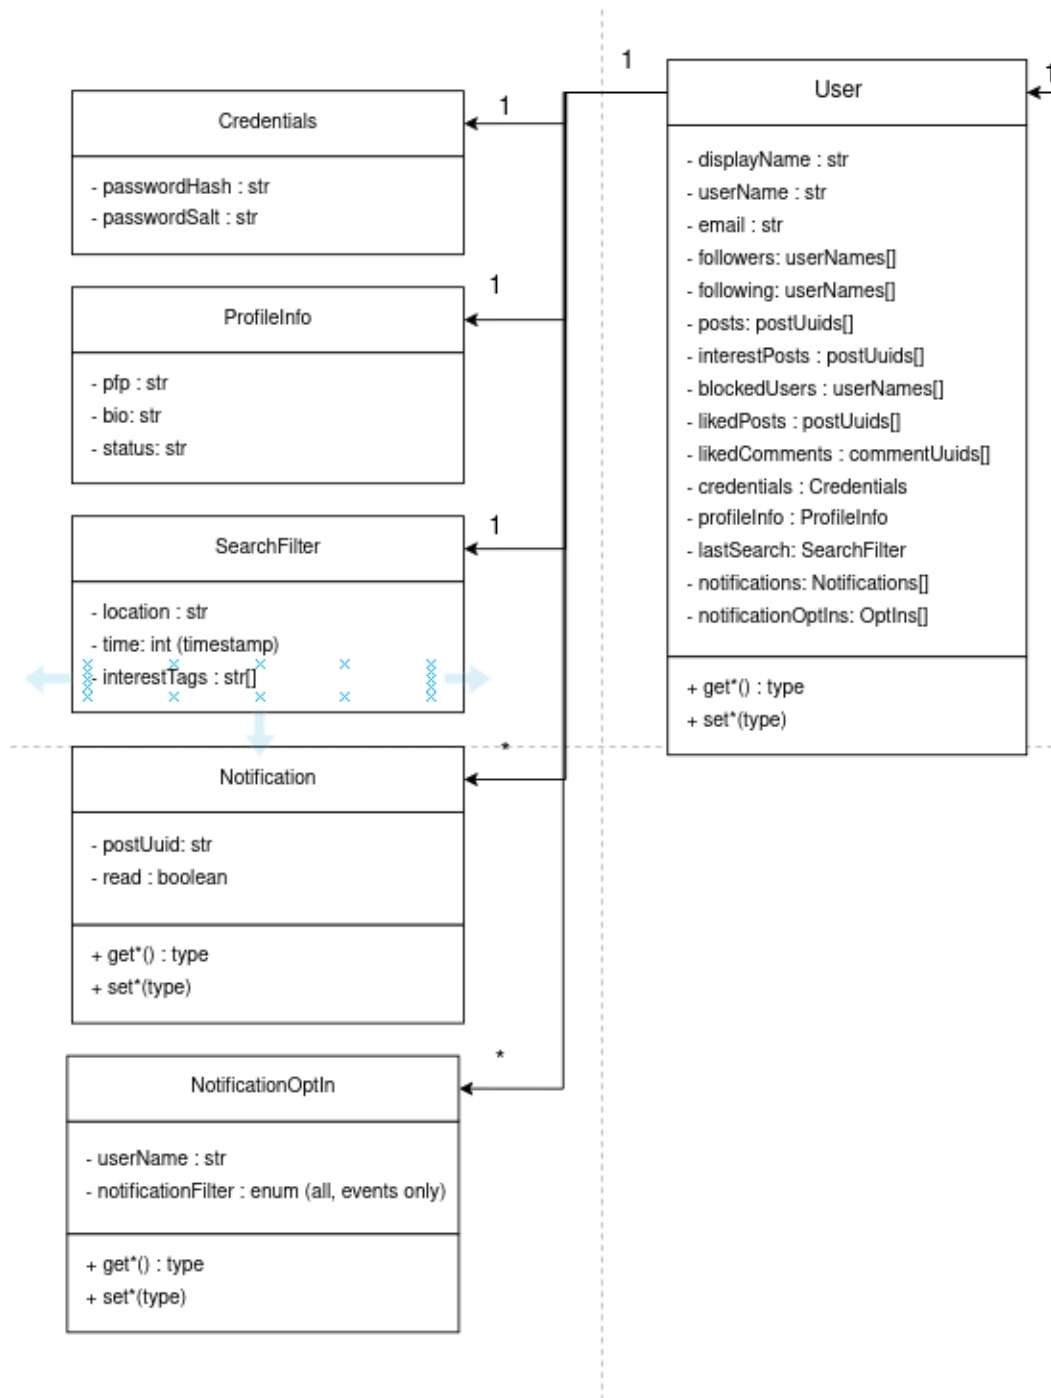 1
Credentials
- passwordHash : str
- passwordSalt : str
1
ProfileInfo
- pfp : str
- bio: str
- status: str
1
SearchFilter
- location : str
- time: int (timestamp)
- interestTags : str[]
*
Notification
- postUuid: str
- read : boolean
+ get*() : type
+ set*(type)
*
NotificationOptIn
- userName : str
- notificationFilter : enum (all, events only)
+ get*() : type
+ set*(type)
1
User
1
- displayName : str
- userName : str
- email : str
- followers: userNames[]
- following: userNames[]
- posts: postUuids[]
- interestPosts : postUuids[]
- blockedUsers : userNames[]
- likedPosts : postUuids[]
- likedComments : commentUuids[]
- credentials : Credentials
- profileInfo : ProfileInfo
- lastSearch: SearchFilter
- notifications: Notifications[]
- notificationOptIns: OptIns[]
+ get*() : type
+ set*(type)